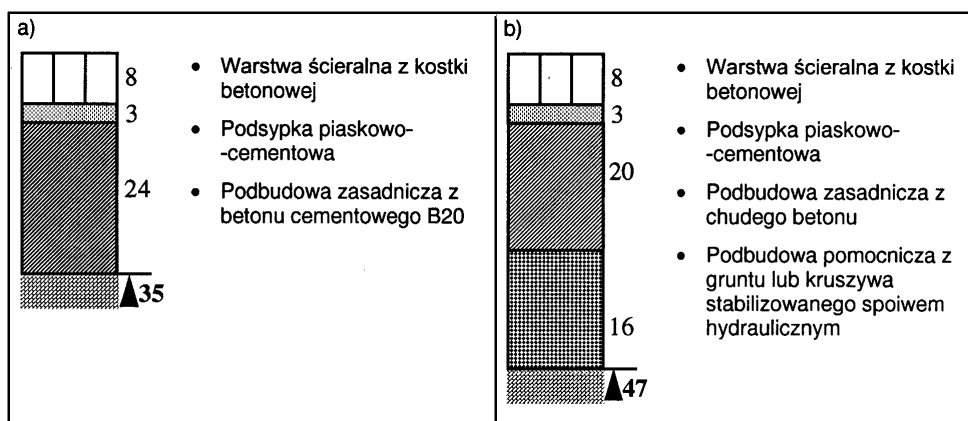 a)
8
3
24
35
• Warstwa ścieralna z kostki
betonowej
• Podsypka piaskowo-
-cementowa
• Podbudowa zasadnicza z
betonu cementowego B20
b)
8
3
20
16
47
• Warstwa ścieralna z kostki
betonowej
• Podsypka piaskowo-
-cementowa
• Podbudowa zasadnicza z
chudego betonu
• Podbudowa pomocnicza z
gruntu lub kruszywa
stabilizowanego spoiwem
hydraulicznym